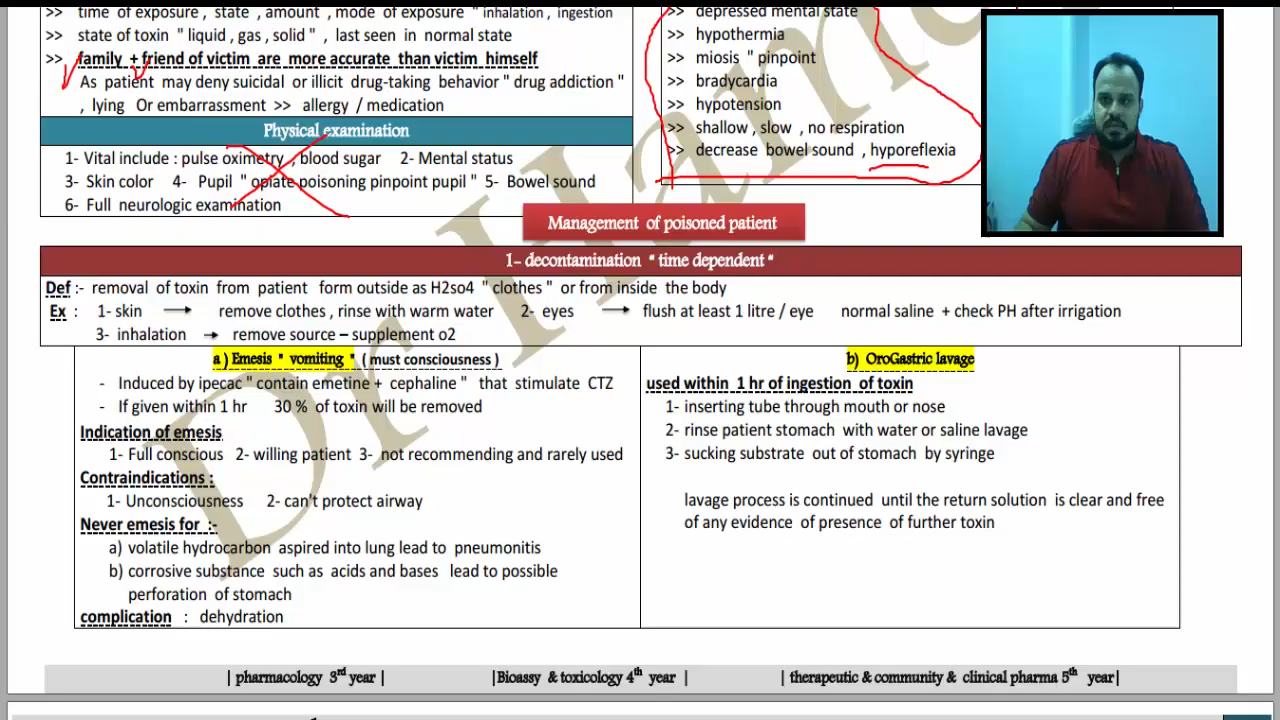 >> time of exposure , state , amount , mode of exposure " inhalation , ingestion
>> state of toxin " liquid , gas , solid " , last seen in normal state
>> family + friend of victim are more accurate than victim himself
As patient may deny suicidal or illicit drug-taking behavior " drug addiction "
, lying Or embarrassment >> allergy / medication
Physical examination
1- Vital include : pulse oximetry , blood sugar 2- Mental status
3- Skin color 4- Pupil " opiate poisoning pinpoint pupil " 5- Bowel sound
6- Full neurologic examination
>> depressed mental state
>> hypothermia
>> miosis " pinpoint
>> bradycardia
>> hypotension
>> shallow , slow , no respiration
>> decrease bowel sound , hyporeflexia
Management of poisoned patient
1- decontamination " time dependent "
Def :- removal of toxin from patient form outside as H2so4 " clothes " or from inside the body
Ex : 1- skin → remove clothes , rinse with warm water 2- eyes → flush at least 1 litre / eye normal saline + check PH after irrigation
3- inhalation → remove source – supplement o2
a ) Emesis " vomiting " ( must consciousness )
- Induced by ipecac " contain emetine + cephaline " that stimulate CTZ
- If given within 1 hr 30 % of toxin will be removed
Indication of emesis
1- Full conscious 2- willing patient 3- not recommending and rarely used
Contraindications :
1- Unconsciousness 2- can't protect airway
Never emesis for :-
a) volatile hydrocarbon aspired into lung lead to pneumonitis
b) corrosive substance such as acids and bases lead to possible
perforation of stomach
complication : dehydration
b) OroGastric lavage
used within 1 hr of ingestion of toxin
1- inserting tube through mouth or nose
2- rinse patient stomach with water or saline lavage
3- sucking substrate out of stomach by syringe
lavage process is continued until the return solution is clear and free
of any evidence of presence of further toxin
| pharmacology 3rd year | |Bioassy & toxicology 4th year | | therapeutic & community & clinical pharma 5th year|